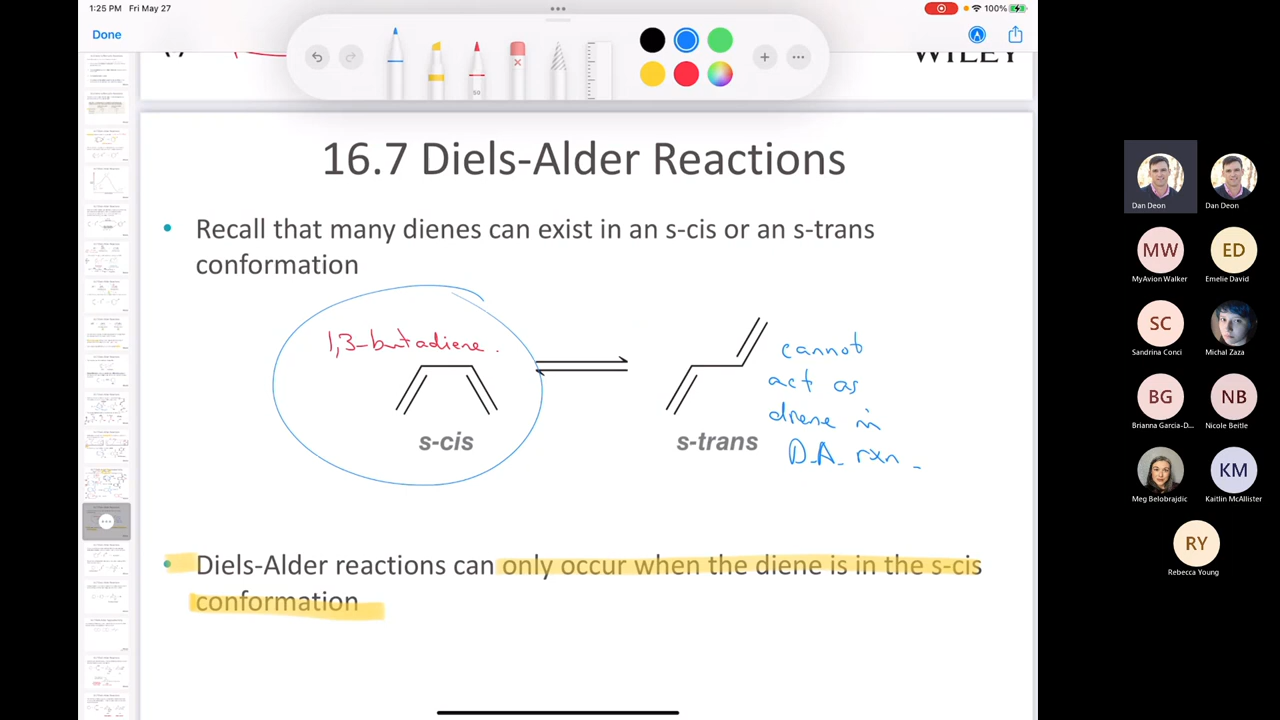 1:25 PM Fri May 27
100%
Done
WILEY
16.7 Diels-Alder Reactions
• Recall that many dienes can exist in an s-cis or an s-trans
conformation
1,3-butadiene.
s-cis
s-trans
cannot
act as
diene in
D.A. rxn.
• Diels-Alder reactions can only occur when the diene is in the s-cis
conformation
Dan Deon
Dan Deon
MW
MyAvion Walker
ED
Emelie David
SC
Sandrina Conci
Michal Zaza
BG
Brianna Garcia-D...
NB
Nicole Beitle
Meg Belobrajdic
KM
Kaitlin McAllister
RY
Rebecca Young